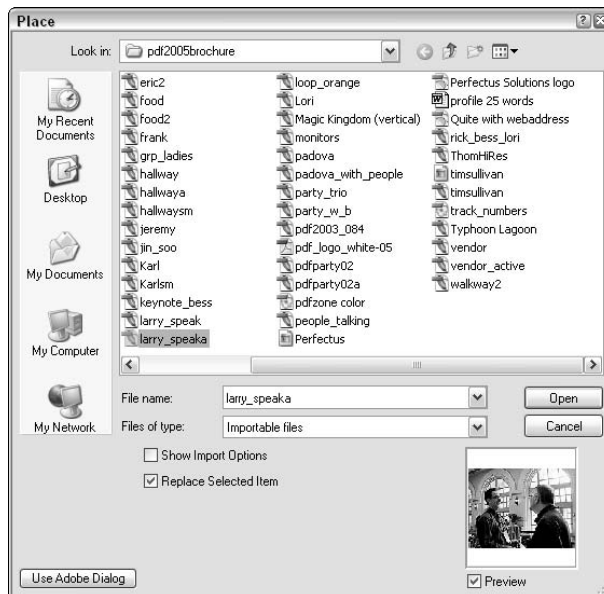 Place
Look in: pdf2005brochure
My Recent
Documents
Desktop
My Documents
My Computer
My Network
eric2
food
food2
frank
grp_ladies
hallway
hallwaya
hallwaysm
jeremy
jin_soo
Karl
Karlsm
keynote_bess
larry_speak
larry_speaka
loop_orange
Lori
Magic Kingdom (vertical)
monitors
padova
padova_with_people
party_trio
party_w_b
pdf2003_084
pdf_logo_white-05
pdfparty02
pdfparty02a
pdfzone color
people_talking
Perfectus
Perfectus Solutions logo
profile 25 words
Quite with webaddress
rick_bess_lori
ThomHiRes
timsullivan
timsullivan
track_numbers
Typhoon Lagoon
vendor
vendor_active
walkway2
File name: larry_speaka Open
Files of type: Importable files Cancel
Show Import Options
Replace Selected Item
Use Adobe Dialog
Preview